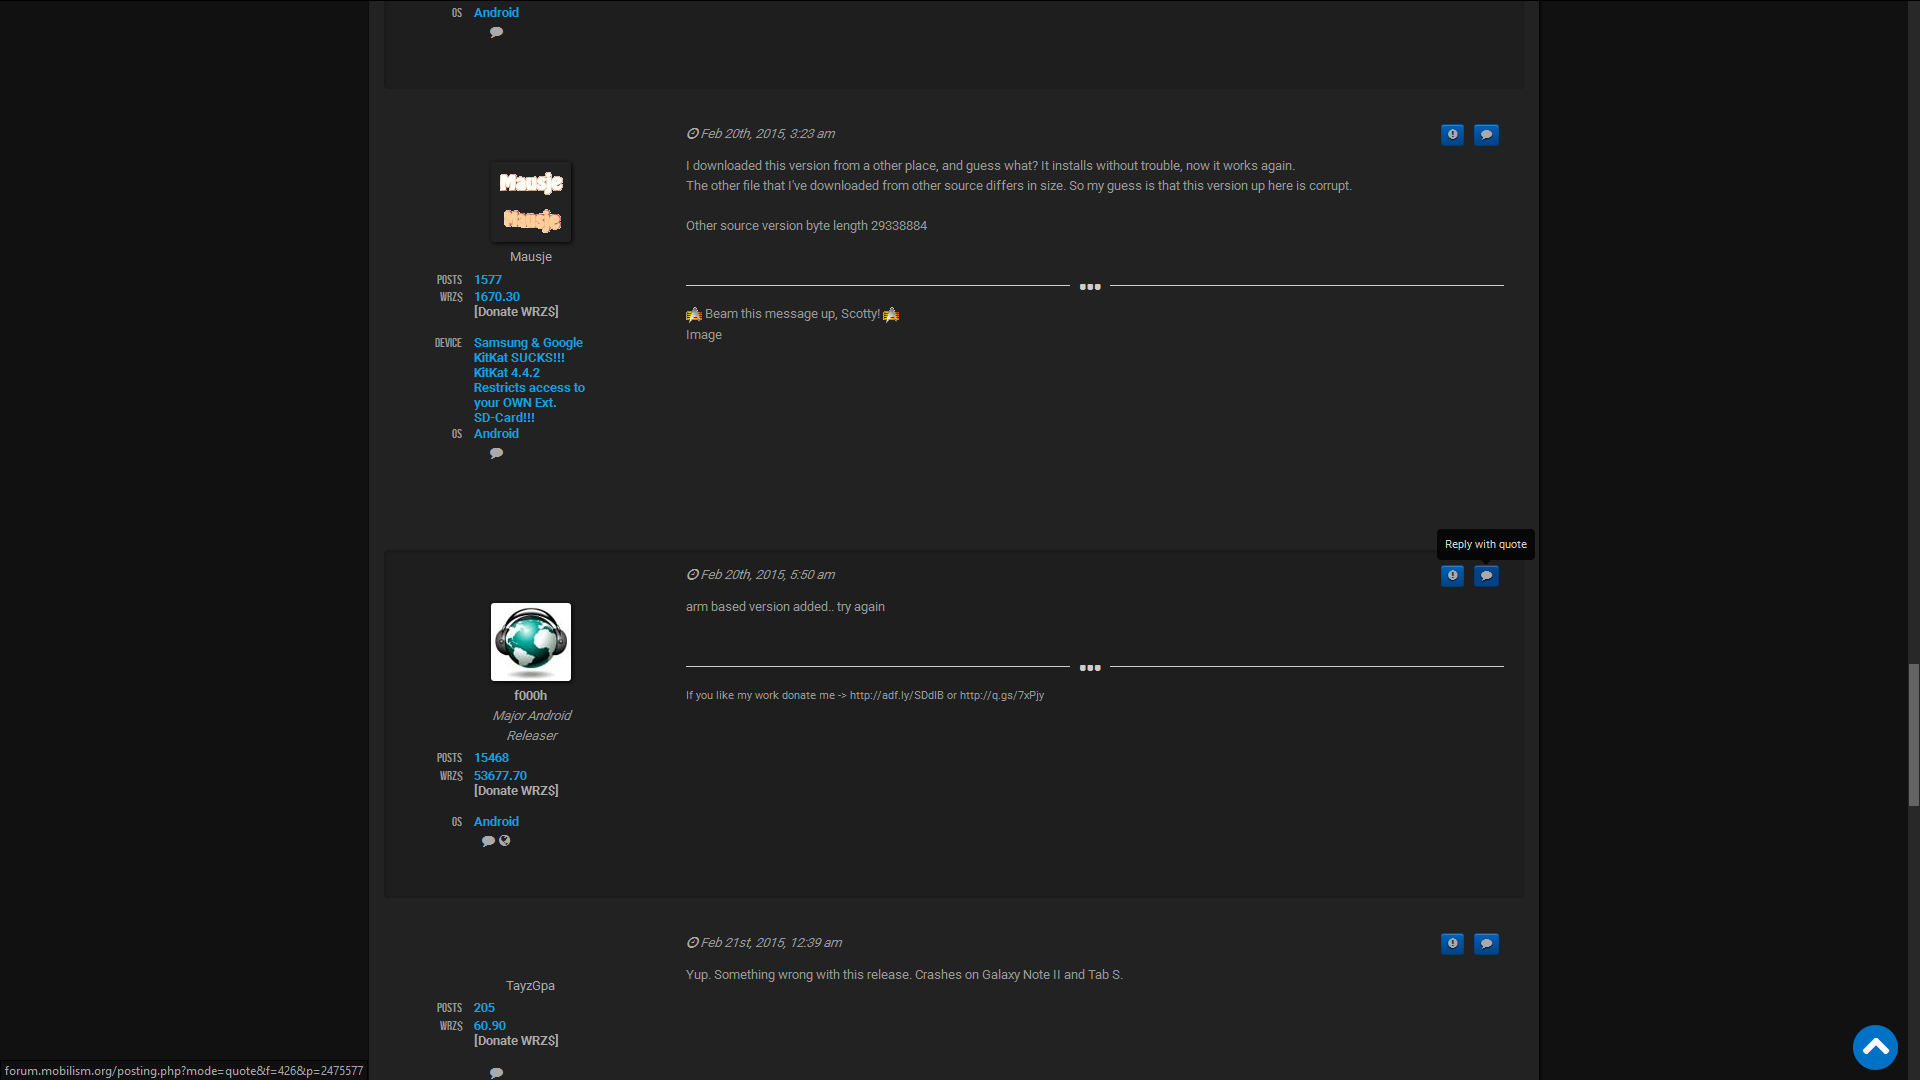 OS Android
Feb 20th, 2015, 3:23 am
I downloaded this version from a other place, and guess what? It installs without trouble, now it works again.
The other file that I've downloaded from other source differs in size. So my guess is that this version up here is corrupt.
Other source version byte length 29338884
Mausje
Mausje
Mausje
POSTS 1577
WRZ$ 1670.30
[Donate WRZ$]
DEVICE Samsung & Google
KitKat SUCKS!!!
KitKat 4.4.2
Restricts access to
your OWN Ext.
SD-Card!!!
OS Android
Beam this message up, Scotty!
Image
Reply with quote
Feb 20th, 2015, 5:50 am
arm based version added.. try again
f000h
Major Android
Releaser
POSTS 15468
WRZ$ 53677.70
[Donate WRZ$]
OS Android
If you like my work donate me -> http://adf.ly/SDdIB or http://q.gs/7xPjy
Feb 21st, 2015, 12:39 am
Yup. Something wrong with this release. Crashes on Galaxy Note II and Tab S.
TayzGpa
POSTS 205
WRZ$ 60.90
[Donate WRZ$]
forum.mobilism.org/posting.php?mode=quote&f=426&p=2475577